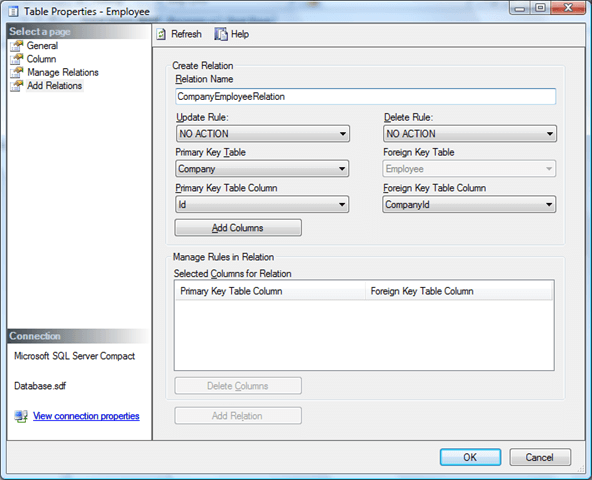 Table Properties - Employee
Select a page
General
Column
Manage Relations
Add Relations
Refresh Help
Create Relation
Relation Name
CompanyEmployeeRelation
Update Rule: Delete Rule:
NO ACTION NO ACTION
Primary Key Table Foreign Key Table
Company Employee
Primary Key Table Column Foreign Key Table Column
Id CompanyId
Add Columns
Manage Rules in Relation
Selected Columns for Relation
Primary Key Table Column Foreign Key Table Column
Delete Columns
Add Relation
Connection
Microsoft SQL Server Compact
Database.sdf
View connection properties
OK Cancel